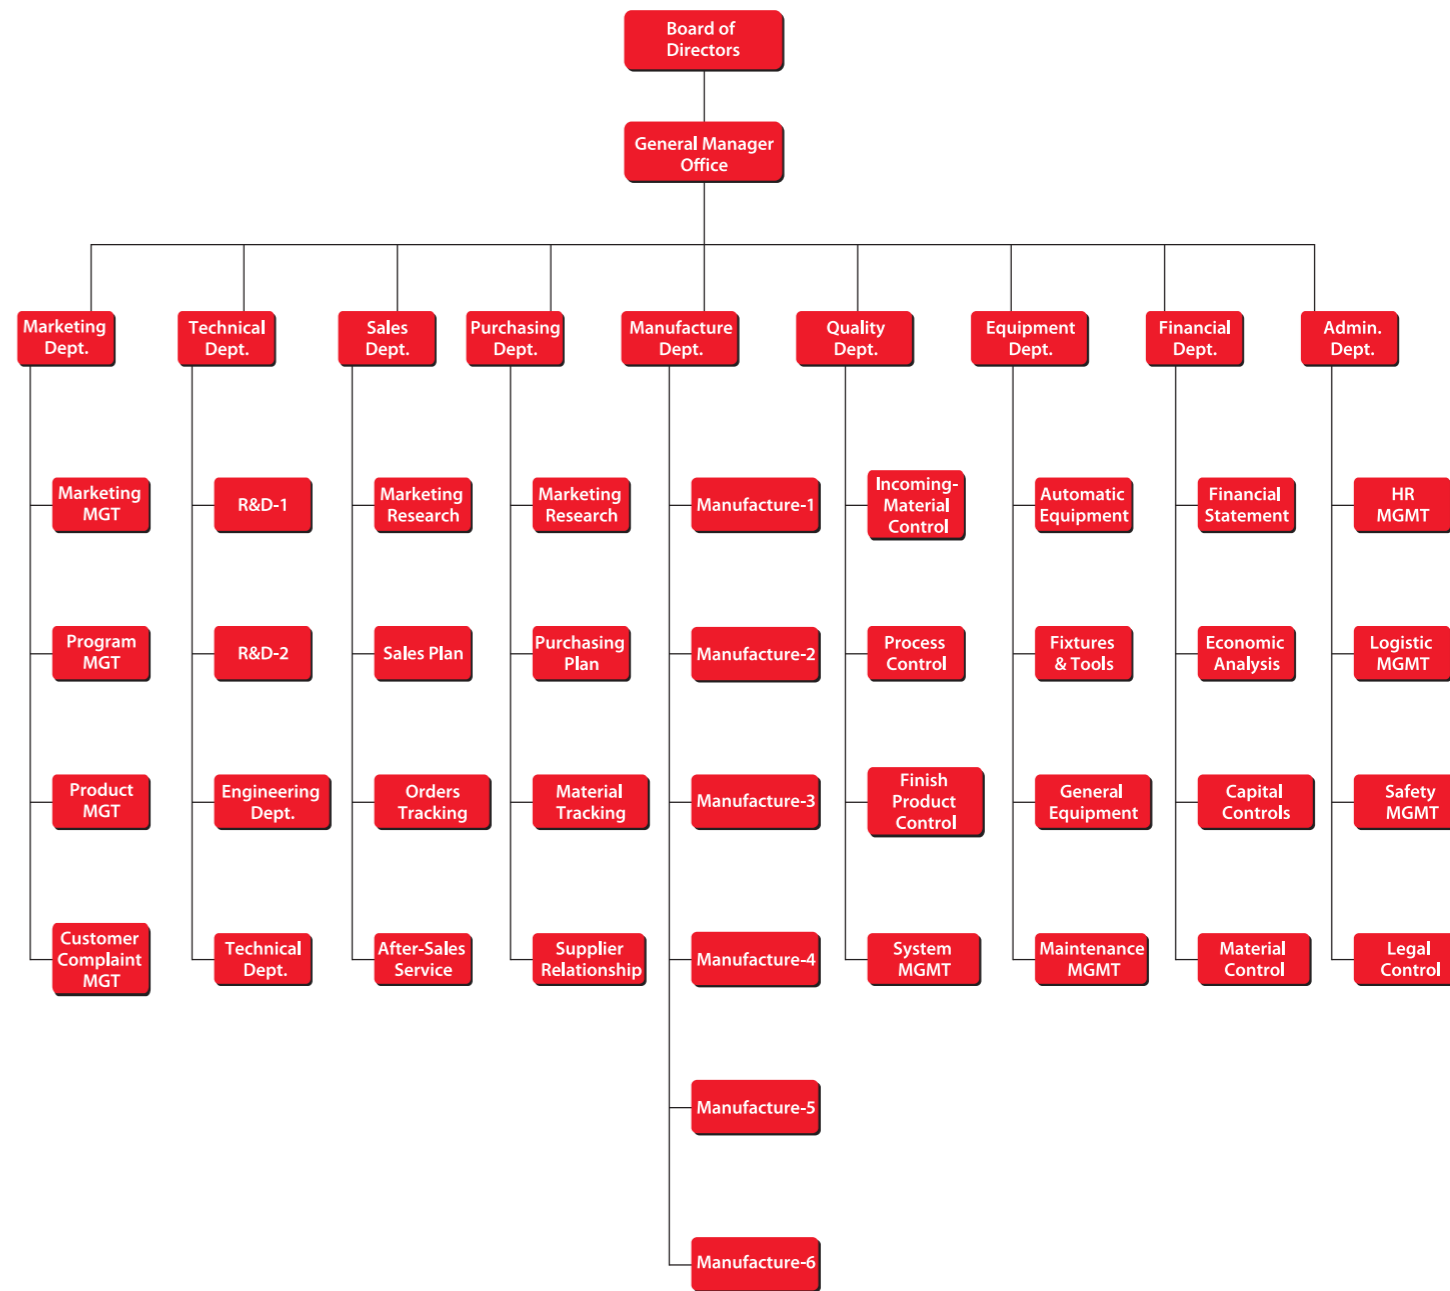 Board of
Directors
General Manager
Office
Marketing
Dept.
Technical
Dept.
Sales
Dept.
Purchasing
Dept.
Manufacture
Dept.
Quality
Dept.
Equipment
Dept.
Financial
Dept.
Admin.
Dept.
Marketing
MGT
R&D-1
Marketing
Research
Marketing
Research
Manufacture-1
Incoming-
Material
Control
Automatic
Equipment
Financial
Statement
HR
MGMT
Program
MGT
R&D-2
Sales Plan
Purchasing
Plan
Manufacture-2
Process
Control
Fixtures
& Tools
Economic
Analysis
Logistic
MGMT
Product
MGT
Engineering
Dept.
Orders
Tracking
Material
Tracking
Manufacture-3
Finish
Product
Control
General
Equipment
Capital
Controls
Safety
MGMT
Customer
Complaint
MGT
Technical
Dept.
After-Sales
Service
Supplier
Relationship
Manufacture-4
System
MGMT
Maintenance
MGMT
Material
Control
Legal
Control
Manufacture-5
Manufacture-6